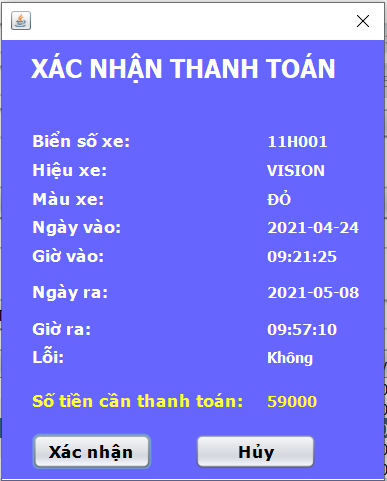 XÁC NHẬN THANH TOÁN
Biển số xe: 11H001
Hiệu xe: VISION
Màu xe: ĐỎ
Ngày vào: 2021-04-24
Giờ vào: 09:21:25
Ngày ra: 2021-05-08
Giờ ra: 09:57:10
Lỗi: Không
Số tiền cần thanh toán: 59000
Xác nhận Hủy